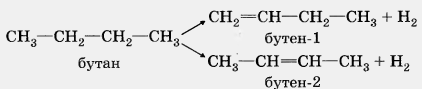 CH₂=CH—CH₂—CH₃ + H₂
бутен-1
CH₃—CH₂—CH₂—CH₃
бутан
CH₃—CH=CH—CH₃ + H₂
бутен-2